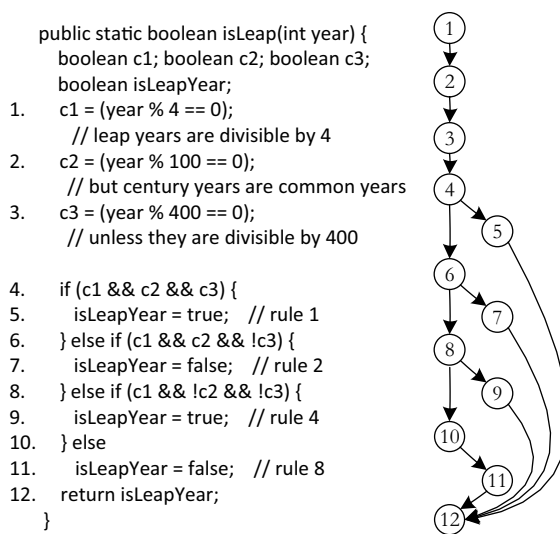 public static boolean isLeap(int year) {
boolean c1; boolean c2; boolean c3;
boolean isLeapYear;
1. c1 = (year % 4 == 0);
// leap years are divisible by 4
2. c2 = (year % 100 == 0);
// but century years are common years
3. c3 = (year % 400 == 0);
// unless they are divisible by 400
4. if (c1 && c2 && c3) {
5. isLeapYear = true; // rule 1
6. } else if (c1 && c2 && !c3) {
7. isLeapYear = false; // rule 2
8. } else if (c1 && !c2 && !c3) {
9. isLeapYear = true; // rule 4
10. } else
11. isLeapYear = false; // rule 8
12. return isLeapYear;
}
1
2
3
4
5
6
7
8
9
10
11
12